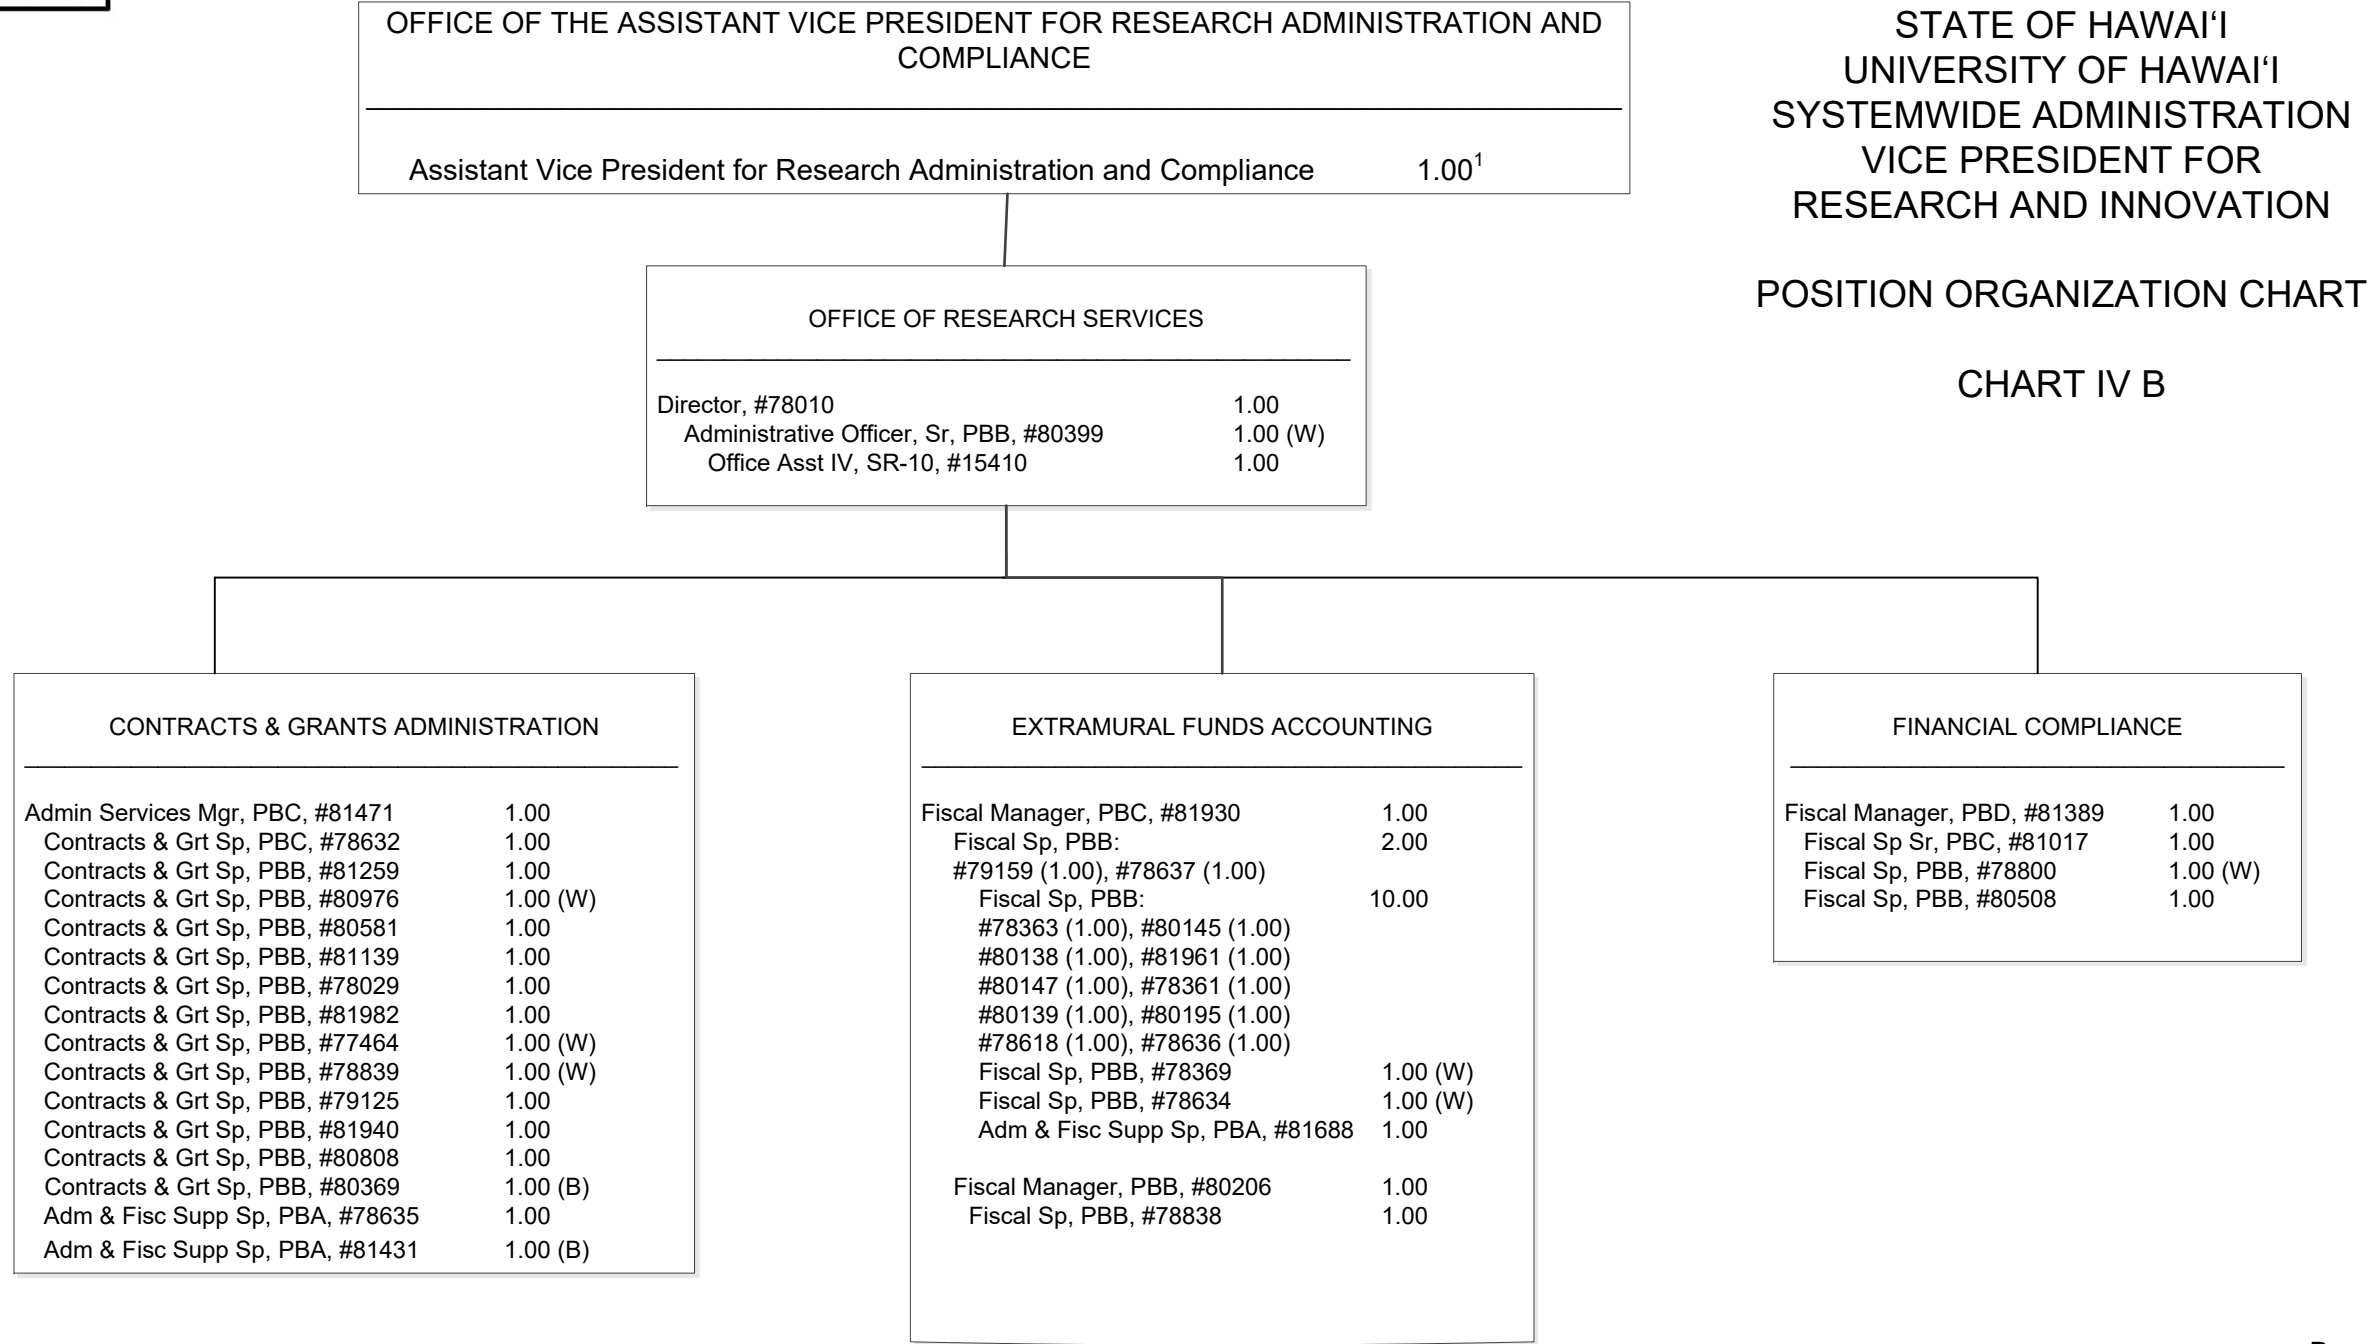 OFFICE OF THE ASSISTANT VICE PRESIDENT FOR RESEARCH ADMINISTRATION AND
COMPLIANCE
Assistant Vice President for Research Administration and Compliance 1.00¹
STATE OF HAWAIʻI
UNIVERSITY OF HAWAIʻI
SYSTEMWIDE ADMINISTRATION
VICE PRESIDENT FOR
RESEARCH AND INNOVATION
POSITION ORGANIZATION CHART
CHART IV B
OFFICE OF RESEARCH SERVICES
Director, #78010 1.00
Administrative Officer, Sr, PBB, #80399 1.00 (W)
Office Asst IV, SR-10, #15410 1.00
CONTRACTS & GRANTS ADMINISTRATION
Admin Services Mgr, PBC, #81471 1.00
Contracts & Grt Sp, PBC, #78632 1.00
Contracts & Grt Sp, PBB, #81259 1.00
Contracts & Grt Sp, PBB, #80976 1.00 (W)
Contracts & Grt Sp, PBB, #80581 1.00
Contracts & Grt Sp, PBB, #81139 1.00
Contracts & Grt Sp, PBB, #78029 1.00
Contracts & Grt Sp, PBB, #81982 1.00
Contracts & Grt Sp, PBB, #77464 1.00 (W)
Contracts & Grt Sp, PBB, #78839 1.00 (W)
Contracts & Grt Sp, PBB, #79125 1.00
Contracts & Grt Sp, PBB, #81940 1.00
Contracts & Grt Sp, PBB, #80808 1.00
Contracts & Grt Sp, PBB, #80369 1.00 (B)
Adm & Fisc Supp Sp, PBA, #78635 1.00
Adm & Fisc Supp Sp, PBA, #81431 1.00 (B)
EXTRAMURAL FUNDS ACCOUNTING
Fiscal Manager, PBC, #81930 1.00
Fiscal Sp, PBB: 2.00
#79159 (1.00), #78637 (1.00)
Fiscal Sp, PBB: 10.00
#78363 (1.00), #80145 (1.00)
#80138 (1.00), #81961 (1.00)
#80147 (1.00), #78361 (1.00)
#80139 (1.00), #80195 (1.00)
#78618 (1.00), #78636 (1.00)
Fiscal Sp, PBB, #78369 1.00 (W)
Fiscal Sp, PBB, #78634 1.00 (W)
Adm & Fisc Supp Sp, PBA, #81688 1.00
Fiscal Manager, PBB, #80206 1.00
Fiscal Sp, PBB, #78838 1.00
FINANCIAL COMPLIANCE
Fiscal Manager, PBD, #81389 1.00
Fiscal Sp Sr, PBC, #81017 1.00
Fiscal Sp, PBB, #78800 1.00 (W)
Fiscal Sp, PBB, #80508 1.00